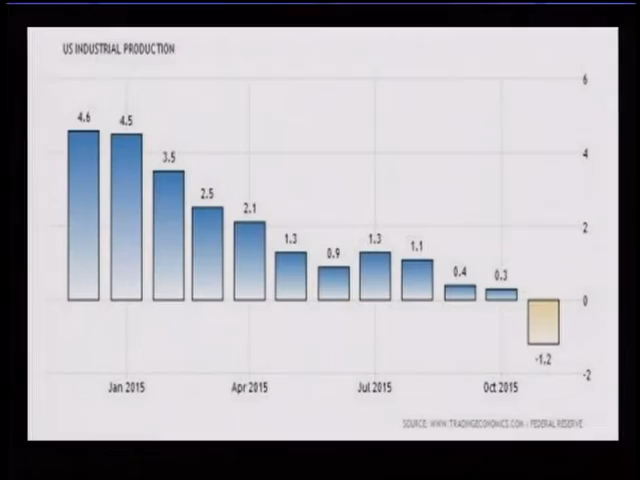 US INDUSTRIAL PRODUCTION
6
4.6
4.5
3.5
4
2.5
2.1
2
1.3
0.9
1.3
1.1
0.4
0.3
0
-1.2
-2
Jan 2015
Apr 2015
Jul 2015
Oct 2015
SOURCE: WWW.TRADINGECONOMICS.COM | FEDERAL RESERVE